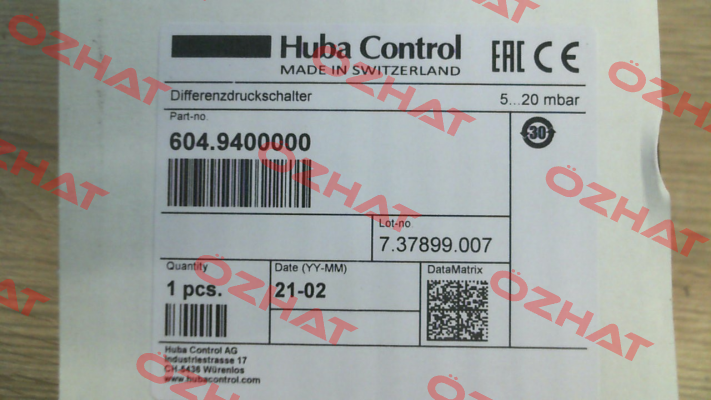 Huba Control
MADE IN SWITZERLAND
EAC CE
Differenzdruckschalter
5...20 mbar
Part-no.
604.9400000
30
Lot-no
7.37899.007
Quantity
1 pcs.
Date (YY-MM)
21-02
DataMatrix
Huba Control AG
Industriestrasse 17
CH-5436 Würenlos
www.hubacontrol.com
ÖZHAT
ÖZHAT
ÖZHAT
ÖZHAT
ÖZHAT
ÖZHAT
ÖZHAT
ÖZHAT